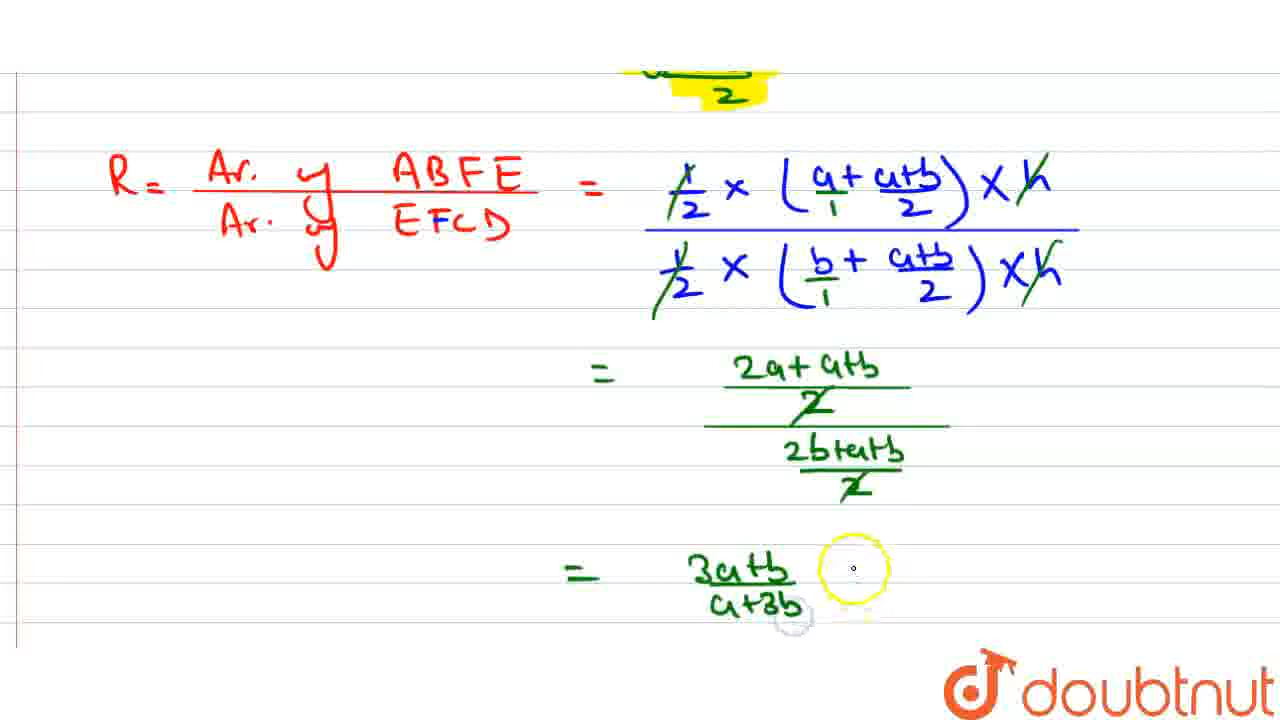 2
R = Ar. of ABFE / Ar. of EFCD = 1/2 × (a/1 + a+b/2) × h / 1/2 × (b/1 + a+b/2) × h
= 2a+a+b/2 / 2b+a+b/2
= 3a+b / a+3b
doubtnut